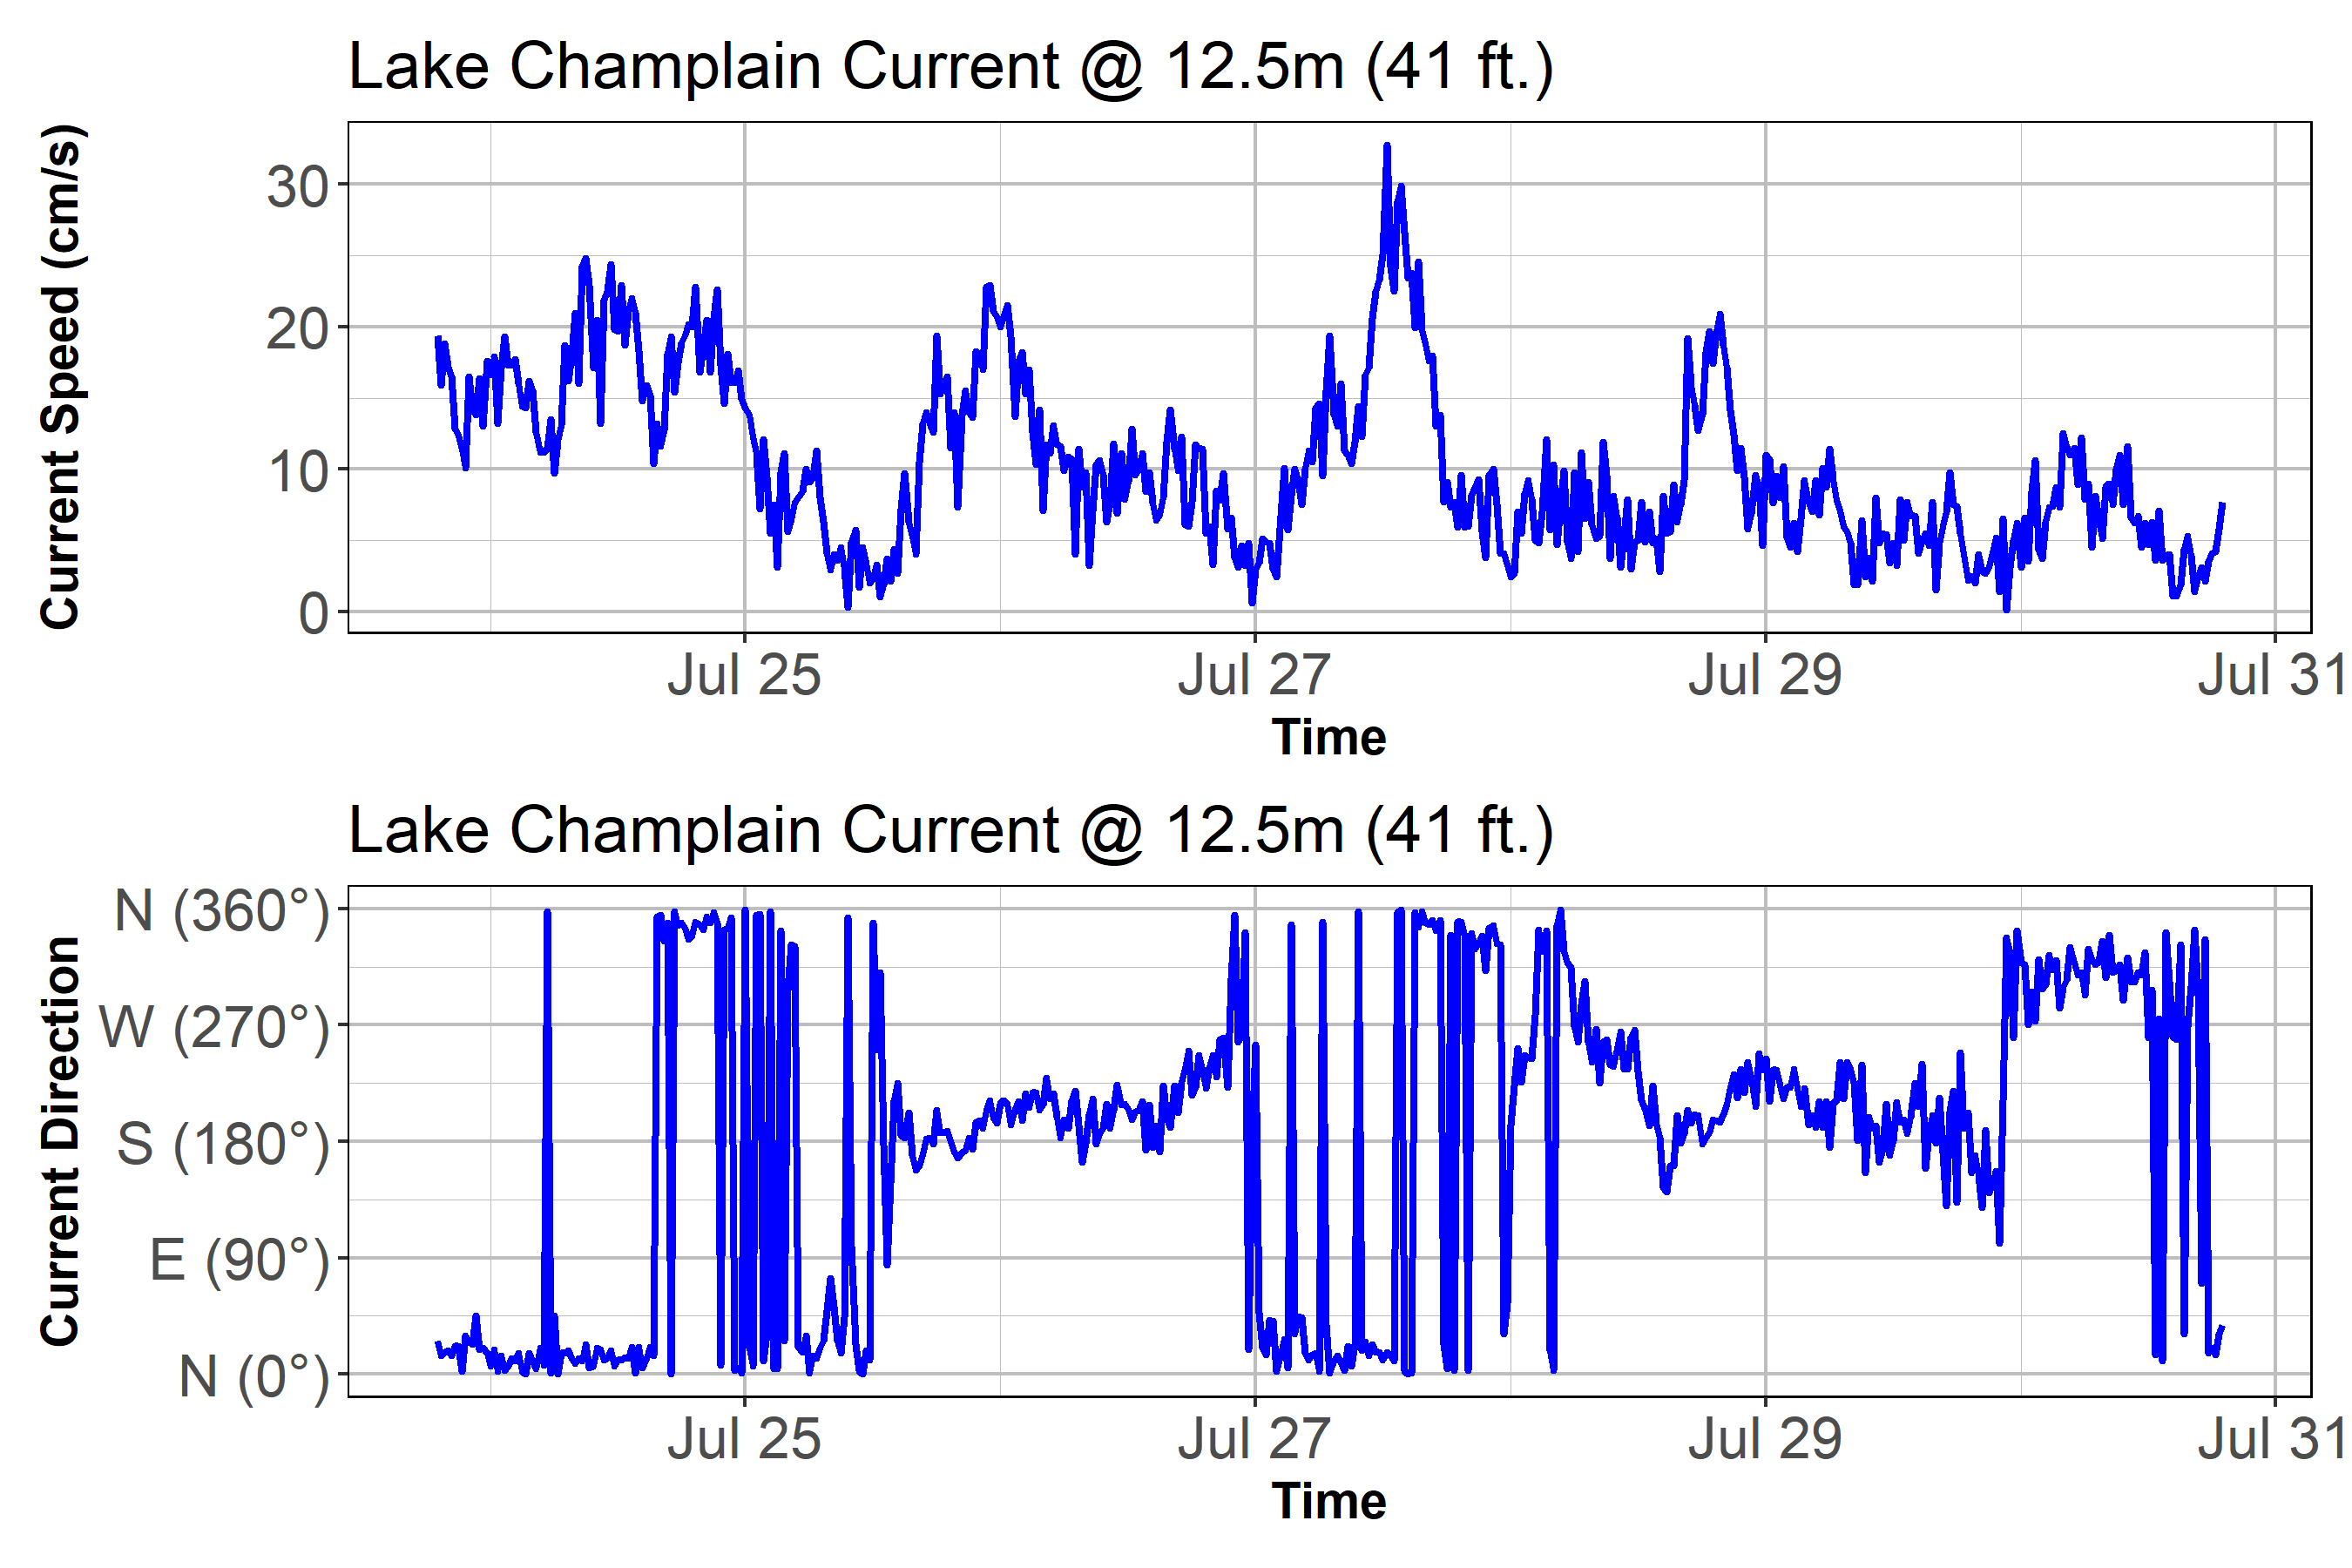 Lake Champlain Current @ 12.5m (41 ft.)
Current Speed (cm/s)
30
20
10
0
Jul 25 Jul 27 Jul 29 Jul 31
Time
Lake Champlain Current @ 12.5m (41 ft.)
Current Direction
N (360°)
W (270°)
S (180°)
E (90°)
N (0°)
Jul 25 Jul 27 Jul 29 Jul 31
Time